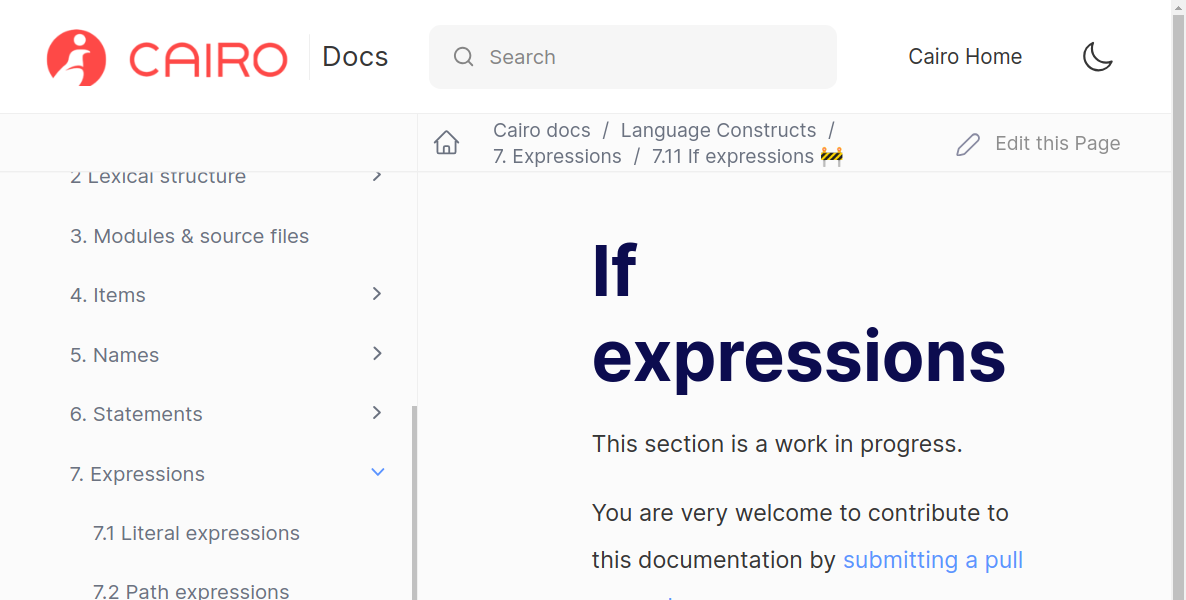 CAIRO Docs
Search
Cairo Home
Cairo docs / Language Constructs /
7. Expressions / 7.11 If expressions 🚧
Edit this Page
2 Lexical structure
3. Modules & source files
4. Items
5. Names
6. Statements
7. Expressions
7.1 Literal expressions
7.2 Path expressions
If
expressions
This section is a work in progress.
You are very welcome to contribute to
this documentation by submitting a pull